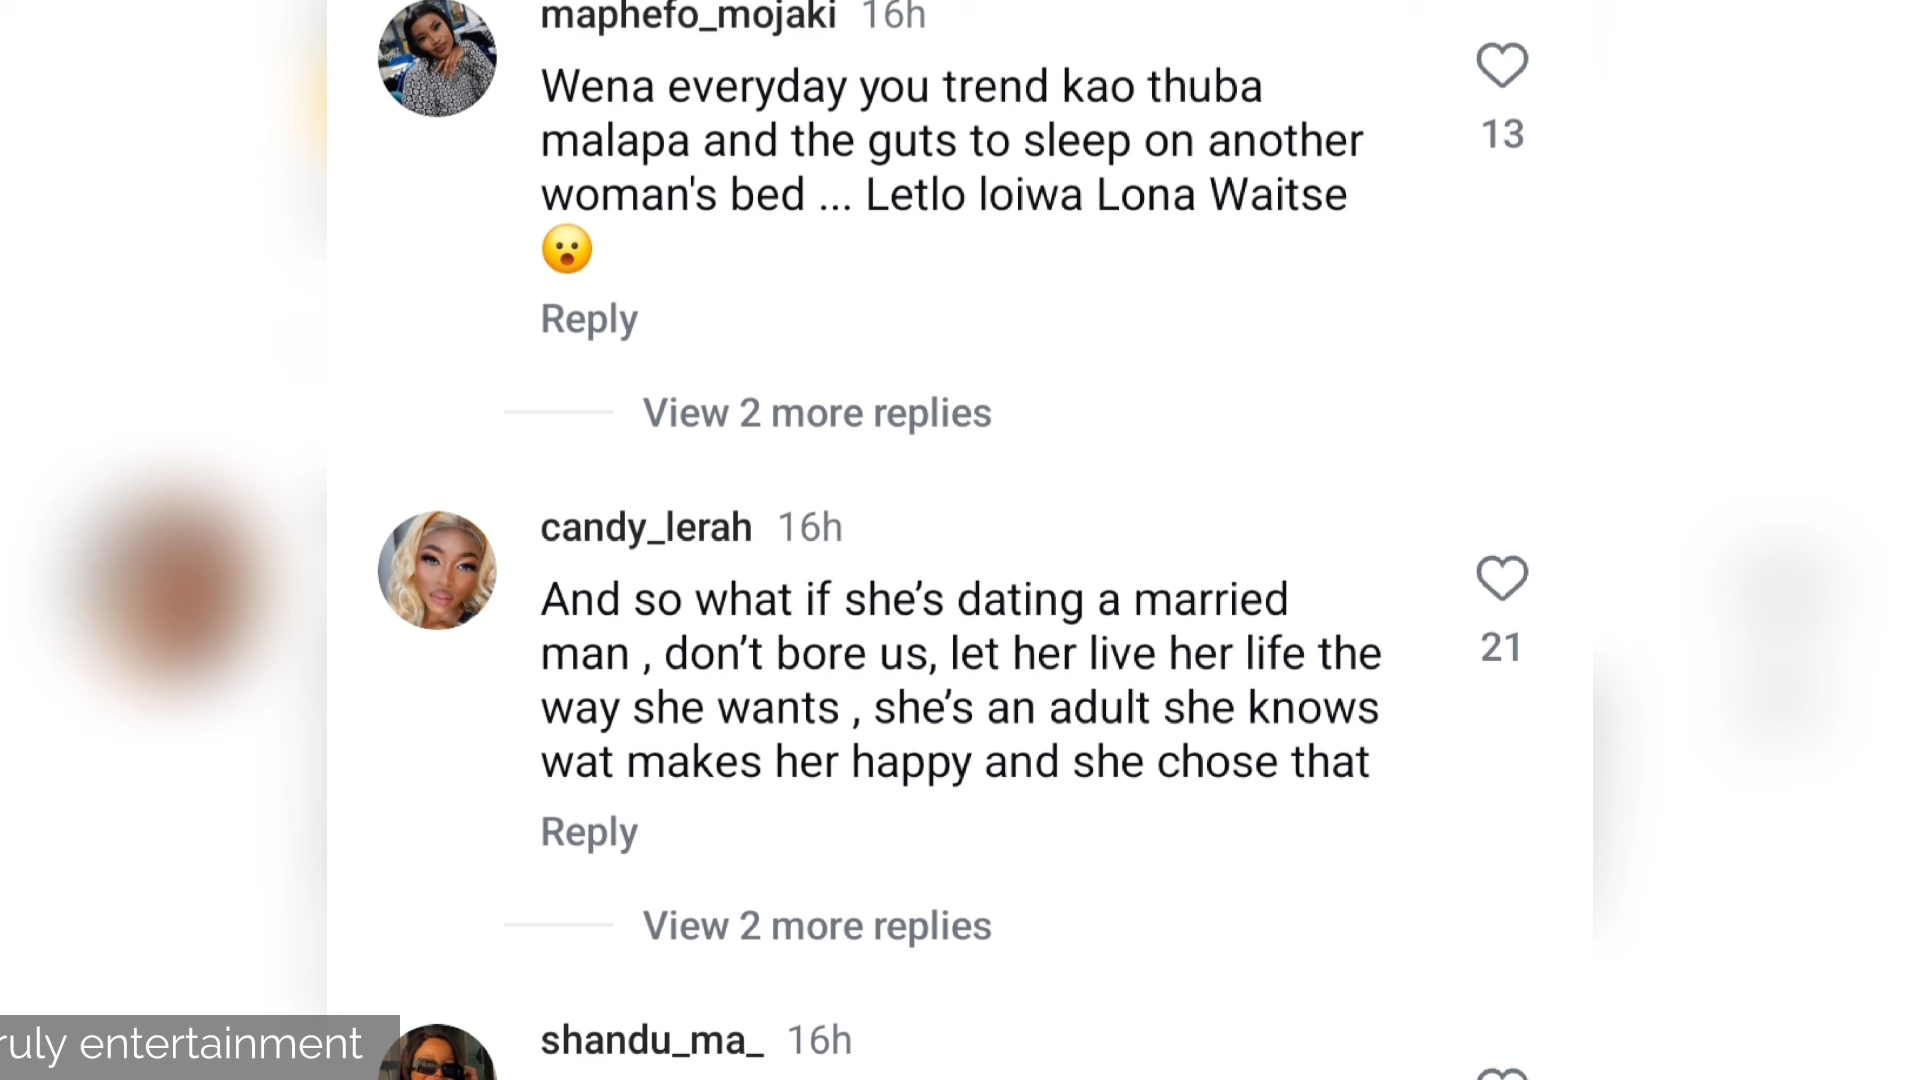 maphefo_mojaki 16h
Wena everyday you trend kao thuba
malapa and the guts to sleep on another
woman's bed ... Letlo loiwa Lona Waitse
😮
13
Reply
View 2 more replies
candy_lerah 16h
And so what if she’s dating a married
man , don’t bore us, let her live her life the
way she wants , she’s an adult she knows
wat makes her happy and she chose that
21
Reply
View 2 more replies
shandu_ma_ 16h
ruly entertainment